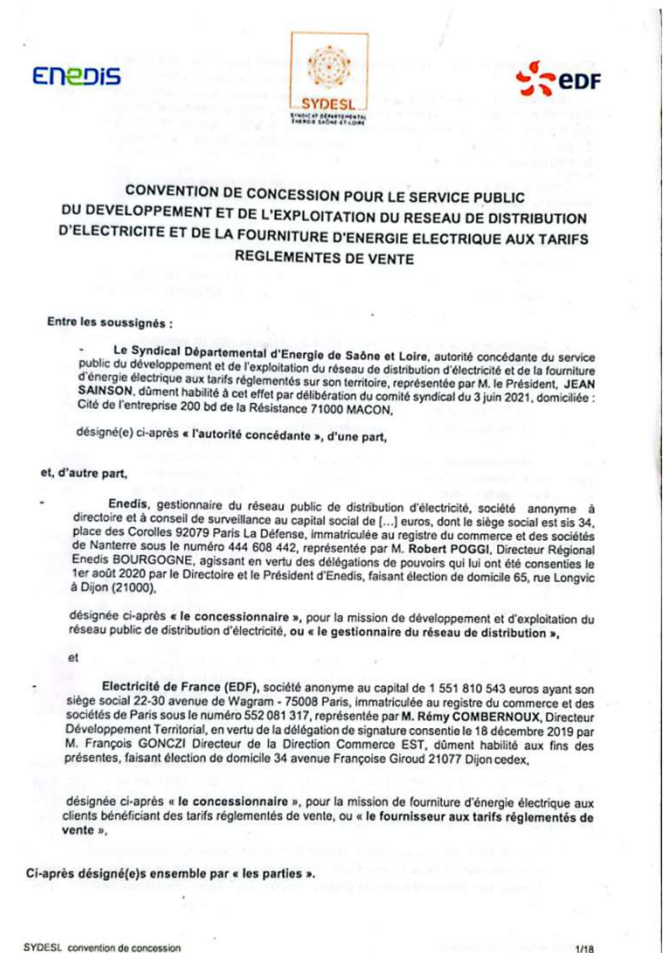 ENEDIS
SYDESL
SYNDICAT DÉPARTEMENTAL
ÉNERGIE SAÔNE-ET-LOIRE
EDF
CONVENTION DE CONCESSION POUR LE SERVICE PUBLIC
DU DEVELOPPEMENT ET DE L'EXPLOITATION DU RESEAU DE DISTRIBUTION
D'ELECTRICITE ET DE LA FOURNITURE D'ENERGIE ELECTRIQUE AUX TARIFS
REGLEMENTES DE VENTE
Entre les soussignés :
- Le Syndical Départemental d'Energie de Saône et Loire, autorité concédante du service
public du développement et de l'exploitation du réseau de distribution d'électricité et de la fourniture
d'énergie électrique aux tarifs réglementés sur son territoire, représentée par M. le Président, JEAN
SAINSON, dûment habilité à cet effet par délibération du comité syndical du 3 juin 2021, domiciliée :
Cité de l'entreprise 200 bd de la Résistance 71000 MACON,
désigné(e) ci-après « l'autorité concédante », d'une part,
et, d'autre part,
- Enedis, gestionnaire du réseau public de distribution d'électricité, société anonyme à
directoire et à conseil de surveillance au capital social de [...] euros, dont le siège social est sis 34,
place des Corolles 92079 Paris La Défense, immatriculée au registre du commerce et des sociétés
de Nanterre sous le numéro 444 608 442, représentée par M. Robert POGGI, Directeur Régional
Enedis BOURGOGNE, agissant en vertu des délégations de pouvoirs qui lui ont été consenties le
1er août 2020 par le Directoire et le Président d'Enedis, faisant élection de domicile 65, rue Longvic
à Dijon (21000),
désignée ci-après « le concessionnaire », pour la mission de développement et d'exploitation du
réseau public de distribution d'électricité, ou « le gestionnaire du réseau de distribution »,
et
- Electricité de France (EDF), société anonyme au capital de 1 551 810 543 euros ayant son
siège social 22-30 avenue de Wagram - 75008 Paris, immatriculée au registre du commerce et des
sociétés de Paris sous le numéro 552 081 317, représentée par M. Rémy COMBERNOUX, Directeur
Développement Territorial, en vertu de la délégation de signature consentie le 18 décembre 2019 par
M. François GONCZI Directeur de la Direction Commerce EST, dûment habilité aux fins des
présentes, faisant élection de domicile 34 avenue Françoise Giroud 21077 Dijon cedex,
désignée ci-après « le concessionnaire », pour la mission de fourniture d'énergie électrique aux
clients bénéficiant des tarifs réglementés de vente, ou « le fournisseur aux tarifs réglementés de
vente »,
Ci-après désigné(e)s ensemble par « les parties ».
SYDESL convention de concession 1/18